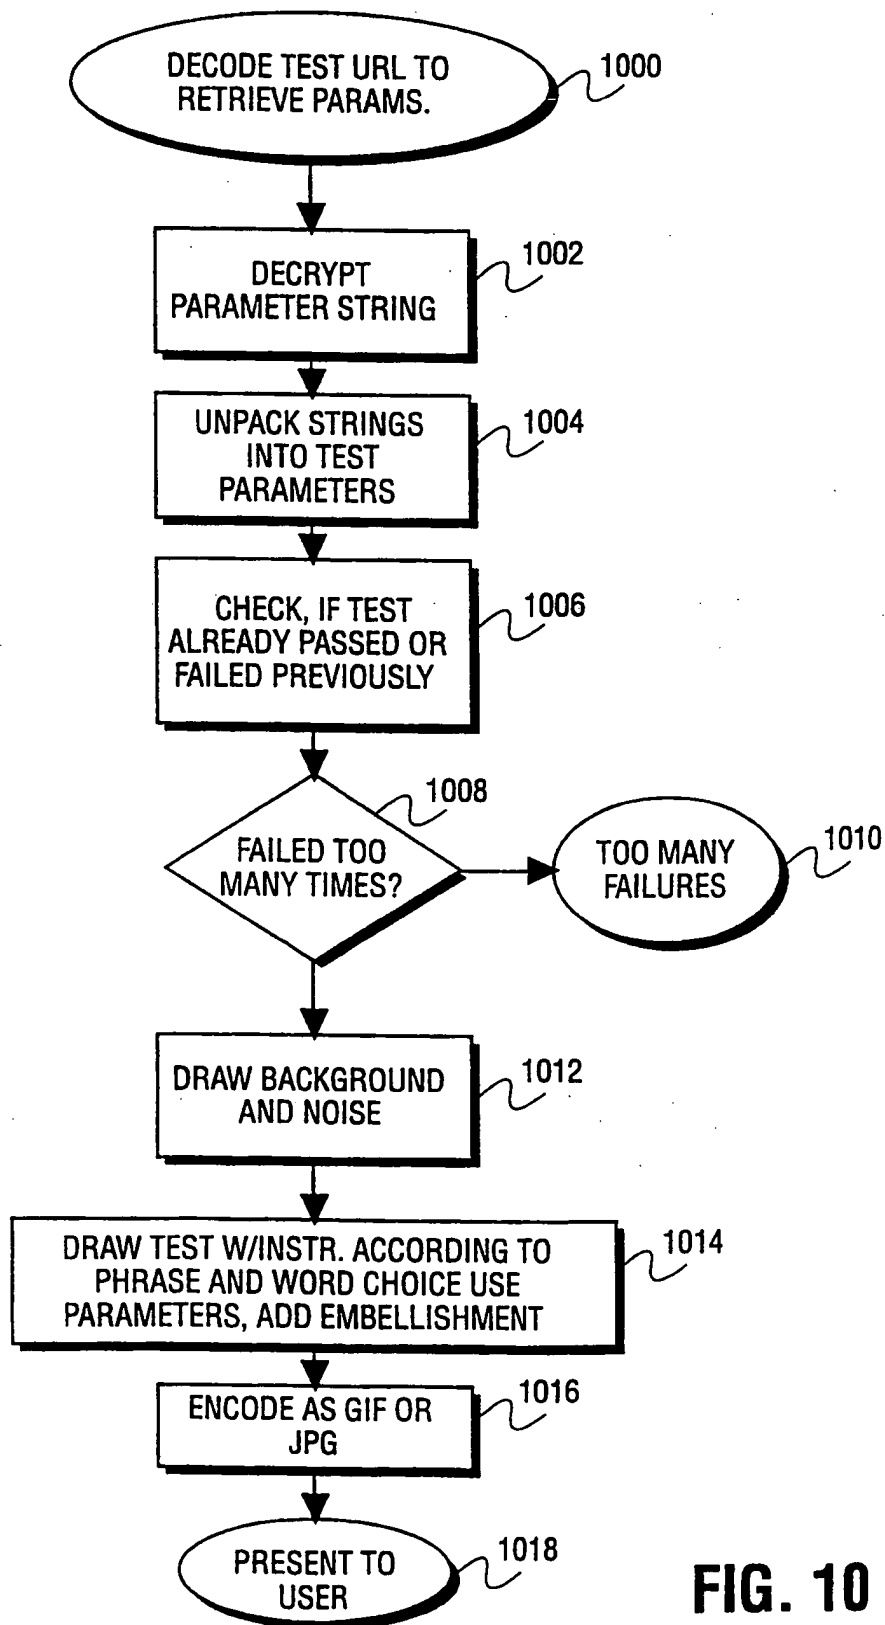 DECODE TEST URL TO
RETRIEVE PARAMS.
1000
DECRYPT
PARAMETER STRING
1002
UNPACK STRINGS
INTO TEST
PARAMETERS
1004
CHECK, IF TEST
ALREADY PASSED OR
FAILED PREVIOUSLY
1006
FAILED TOO
MANY TIMES?
1008
TOO MANY
FAILURES
1010
DRAW BACKGROUND
AND NOISE
1012
DRAW TEST W/INSTR. ACCORDING TO
PHRASE AND WORD CHOICE USE
PARAMETERS, ADD EMBELLISHMENT
1014
ENCODE AS GIF OR
JPG
1016
PRESENT TO
USER
1018
FIG. 10